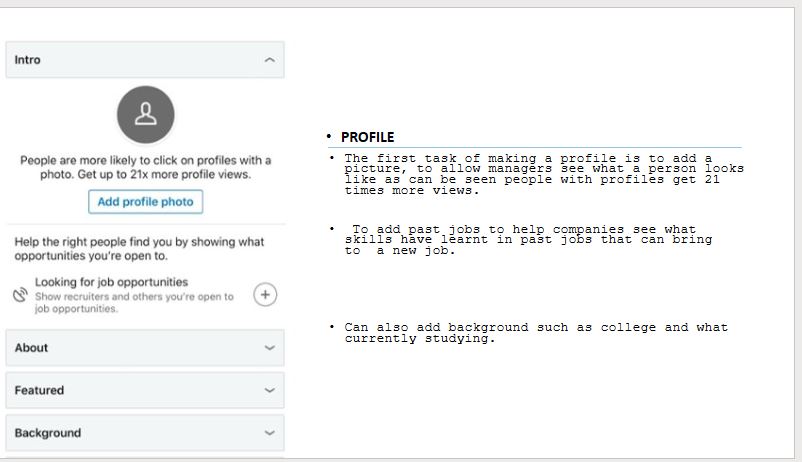 Intro
People are more likely to click on profiles with a
photo. Get up to 21x more profile views.
Add profile photo
Help the right people find you by showing what
opportunities you're open to.
Looking for job opportunities
Show recruiters and others you're open to
job opportunities.
About
Featured
Background
• PROFILE
• The first task of making a profile is to add a
picture, to allow managers see what a person looks
like as can be seen people with profiles get 21
times more views.
• To add past jobs to help companies see what
skills have learnt in past jobs that can bring
to a new job.
• Can also add background such as college and what
currently studying.